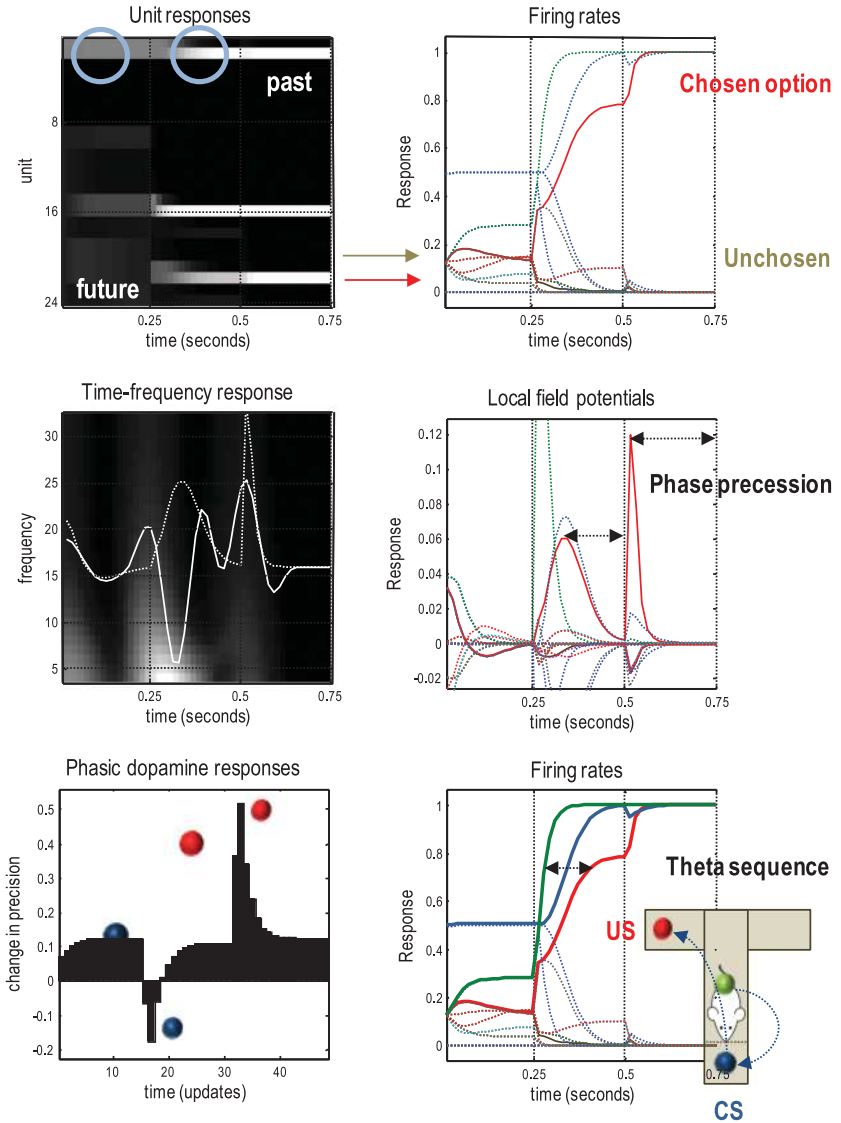 Unit responses
past
future
unit
8
16
24
0.25
0.5
0.75
time (seconds)
Firing rates
Chosen option
Unchosen
Response
1
0.8
0.6
0.4
0.2
0
0.25
0.5
0.75
time (seconds)
Time-frequency response
frequency
30
25
20
15
10
5
0.25
0.5
0.75
time (seconds)
Local field potentials
Phase precession
Response
0.12
0.1
0.08
0.06
0.04
0.02
0
-0.02
0.25
0.5
0.75
time (seconds)
Phasic dopamine responses
change in precision
0.5
0.4
0.3
0.2
0.1
0
-0.1
-0.2
10
20
30
40
time (updates)
Firing rates
Theta sequence
US
CS
Response
1
0.8
0.6
0.4
0.2
0
0.25
0.5
0.75
time (seconds)